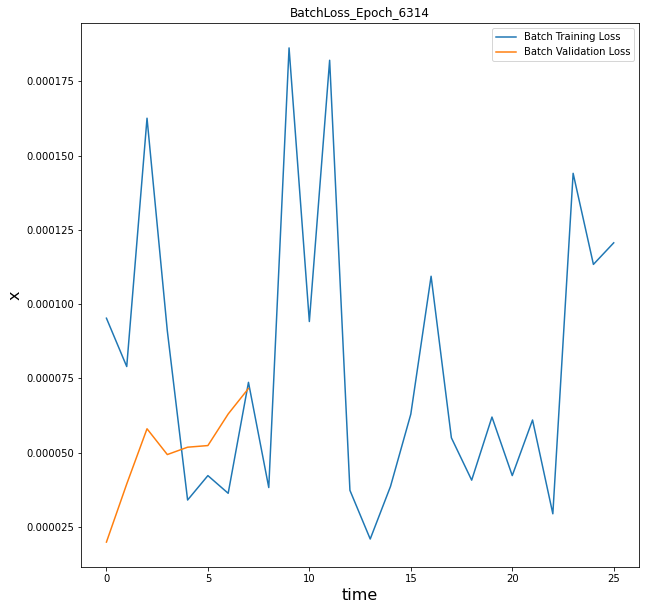 BatchLoss_Epoch_6314
Batch Training Loss
Batch Validation Loss
0.000175
0.000150
0.000125
0.000100
0.000075
0.000050
0.000025
x
0 5 10 15 20 25
time